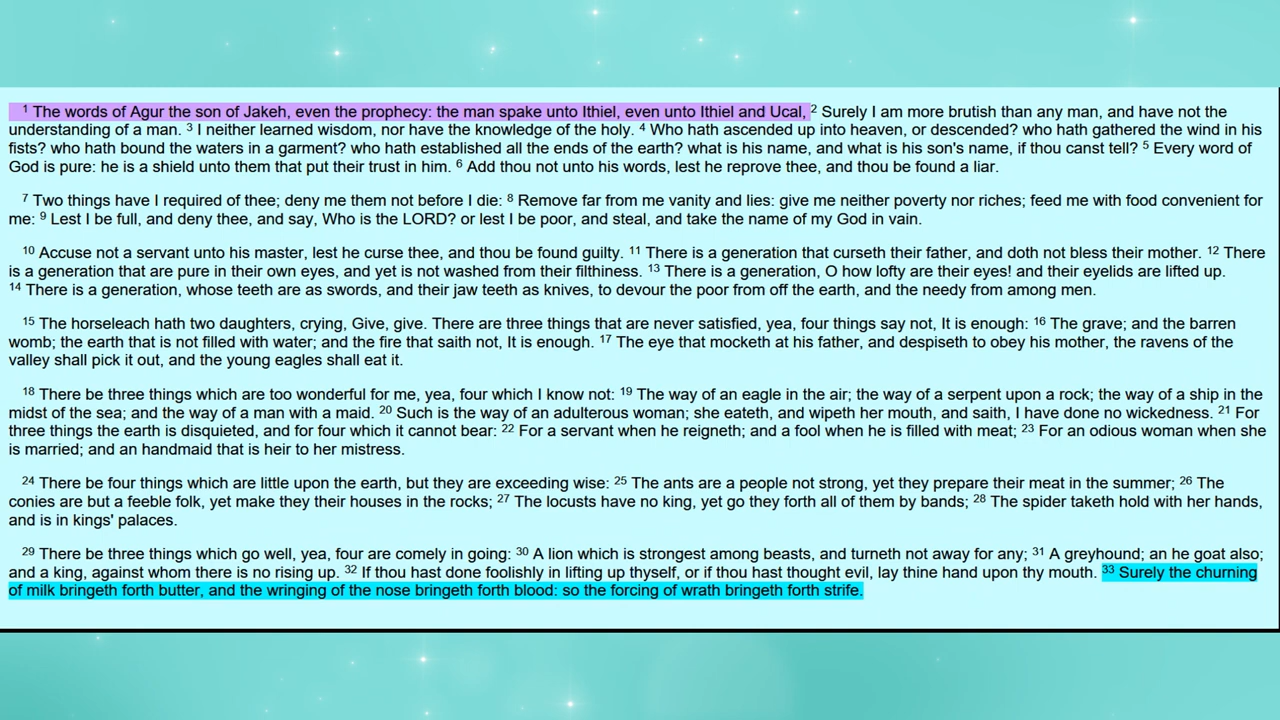 1 The words of Agur the son of Jakeh, even the prophecy: the man spake unto Ithiel, even unto Ithiel and Ucal, 2 Surely I am more brutish than any man, and have not the
understanding of a man. 3 I neither learned wisdom, nor have the knowledge of the holy. 4 Who hath ascended up into heaven, or descended? who hath gathered the wind in his
fists? who hath bound the waters in a garment? who hath established all the ends of the earth? what is his name, and what is his son's name, if thou canst tell? 5 Every word of
God is pure: he is a shield unto them that put their trust in him. 6 Add thou not unto his words, lest he reprove thee, and thou be found a liar.
7 Two things have I required of thee; deny me them not before I die: 8 Remove far from me vanity and lies: give me neither poverty nor riches; feed me with food convenient for
me: 9 Lest I be full, and deny thee, and say, Who is the LORD? or lest I be poor, and steal, and take the name of my God in vain.
10 Accuse not a servant unto his master, lest he curse thee, and thou be found guilty. 11 There is a generation that curseth their father, and doth not bless their mother. 12 There
is a generation that are pure in their own eyes, and yet is not washed from their filthiness. 13 There is a generation, O how lofty are their eyes! and their eyelids are lifted up.
14 There is a generation, whose teeth are as swords, and their jaw teeth as knives, to devour the poor from off the earth, and the needy from among men.
15 The horseleach hath two daughters, crying, Give, give. There are three things that are never satisfied, yea, four things say not, It is enough: 16 The grave; and the barren
womb; the earth that is not filled with water; and the fire that saith not, It is enough. 17 The eye that mocketh at his father, and despiseth to obey his mother, the ravens of the
valley shall pick it out, and the young eagles shall eat it.
18 There be three things which are too wonderful for me, yea, four which I know not: 19 The way of an eagle in the air; the way of a serpent upon a rock; the way of a ship in the
midst of the sea; and the way of a man with a maid. 20 Such is the way of an adulterous woman; she eateth, and wipeth her mouth, and saith, I have done no wickedness. 21 For
three things the earth is disquieted, and for four which it cannot bear: 22 For a servant when he reigneth; and a fool when he is filled with meat; 23 For an odious woman when she
is married; and an handmaid that is heir to her mistress.
24 There be four things which are little upon the earth, but they are exceeding wise: 25 The ants are a people not strong, yet they prepare their meat in the summer; 26 The
conies are but a feeble folk, yet make they their houses in the rocks; 27 The locusts have no king, yet go they forth all of them by bands; 28 The spider taketh hold with her hands,
and is in kings' palaces.
29 There be three things which go well, yea, four are comely in going: 30 A lion which is strongest among beasts, and turneth not away for any; 31 A greyhound; an he goat also;
and a king, against whom there is no rising up. 32 If thou hast done foolishly in lifting up thyself, or if thou hast thought evil, lay thine hand upon thy mouth. 33 Surely the churning
of milk bringeth forth butter, and the wringing of the nose bringeth forth blood: so the forcing of wrath bringeth forth strife.